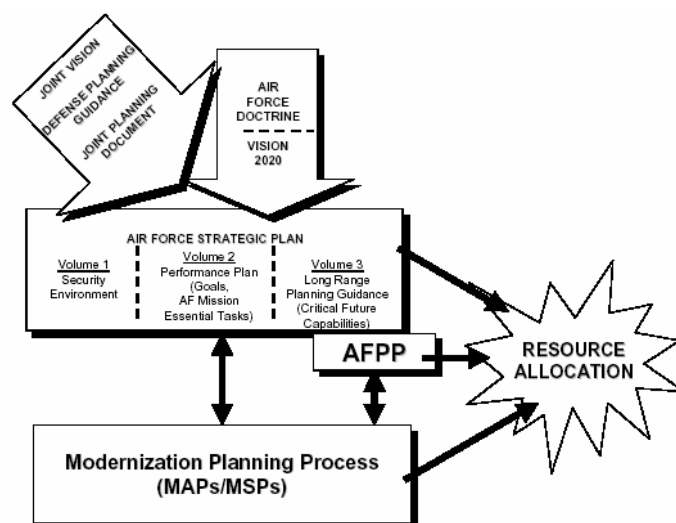 JOINT VISION
DEFENSE PLANNING
GUIDANCE
JOINT PLANNING
DOCUMENT
AIR
FORCE
DOCTRINE
VISION
2020
AIR FORCE STRATEGIC PLAN
Volume 1
Security
Environment
Volume 2
Performance Plan
(Goals,
AF Mission
Essential Tasks)
Volume 3
Long Range
Planning Guidance
(Critical Future
Capabilities)
AFPP
RESOURCE
ALLOCATION
Modernization Planning Process
(MAPs/MSPs)